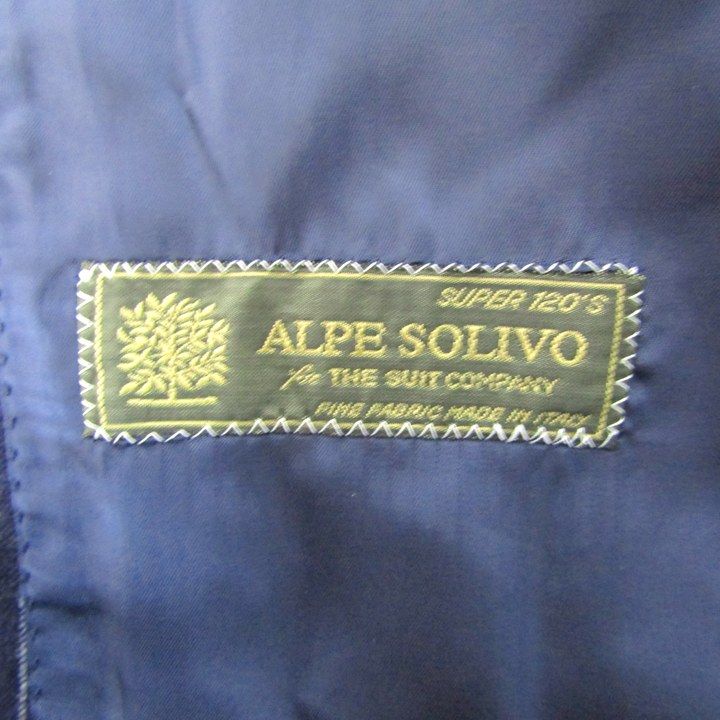 SUPER 120'S
ALPE SOLIVO
for THE SUIT COMPANY
FINE FABRIC MADE IN ITALY